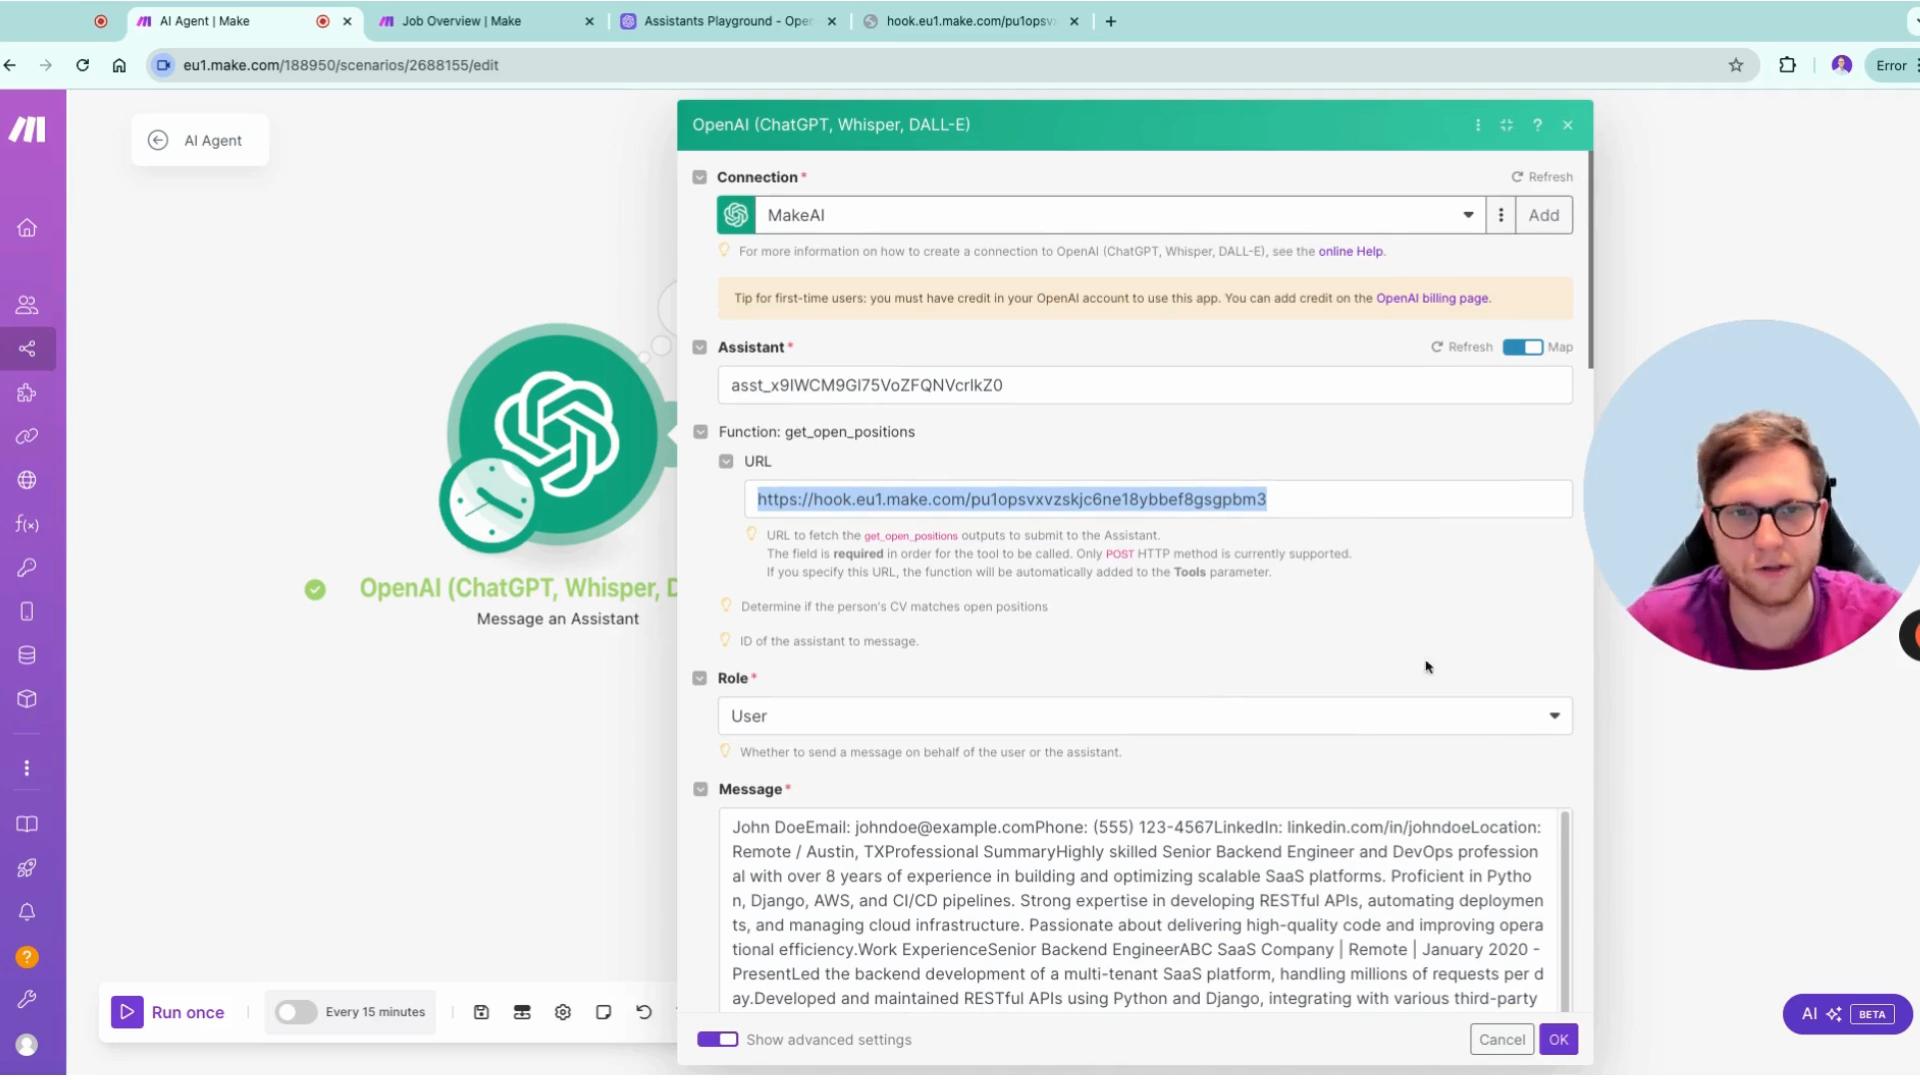 AI Agent | Make
Job Overview | Make
Assistants Playground - Ope
hook.eu1.make.com/pu1opsv
eu1.make.com/188950/scenarios/2688155/edit
Error
AI Agent
OpenAI (ChatGPT, Whisper, DALL-E)
Connection*
Refresh
MakeAI
Add
For more information on how to create a connection to OpenAI (ChatGPT, Whisper, DALL-E), see the online Help.
Tip for first-time users: you must have credit in your OpenAI account to use this app. You can add credit on the OpenAI billing page.
Assistant*
Refresh
Map
asst_x9IWCM9Gl75VoZFQNVcrlkZ0
Function: get_open_positions
URL
https://hook.eu1.make.com/pu1opsvxvzskjc6ne18ybbef8gsgpbm3
URL to fetch the get_open_positions outputs to submit to the Assistant.
The field is required in order for the tool to be called. Only POST HTTP method is currently supported.
If you specify this URL, the function will be automatically added to the Tools parameter.
Determine if the person's CV matches open positions
ID of the assistant to message.
OpenAI (ChatGPT, Whisper, D
Message an Assistant
Role*
User
Whether to send a message on behalf of the user or the assistant.
Message*
John DoeEmail: johndoe@example.comPhone: (555) 123-4567LinkedIn: linkedin.com/in/johndoeLocation:
Remote / Austin, TXProfessional SummaryHighly skilled Senior Backend Engineer and DevOps profession
al with over 8 years of experience in building and optimizing scalable SaaS platforms. Proficient in Pytho
n, Django, AWS, and CI/CD pipelines. Strong expertise in developing RESTful APIs, automating deploymen
ts, and managing cloud infrastructure. Passionate about delivering high-quality code and improving opera
tional efficiency.Work ExperienceSenior Backend EngineerABC SaaS Company | Remote | January 2020 -
PresentLed the backend development of a multi-tenant SaaS platform, handling millions of requests per d
ay.Developed and maintained RESTful APIs using Python and Django, integrating with various third-party
Run once
Every 15 minutes
Show advanced settings
Cancel
OK
AI
BETA
f(x)
?